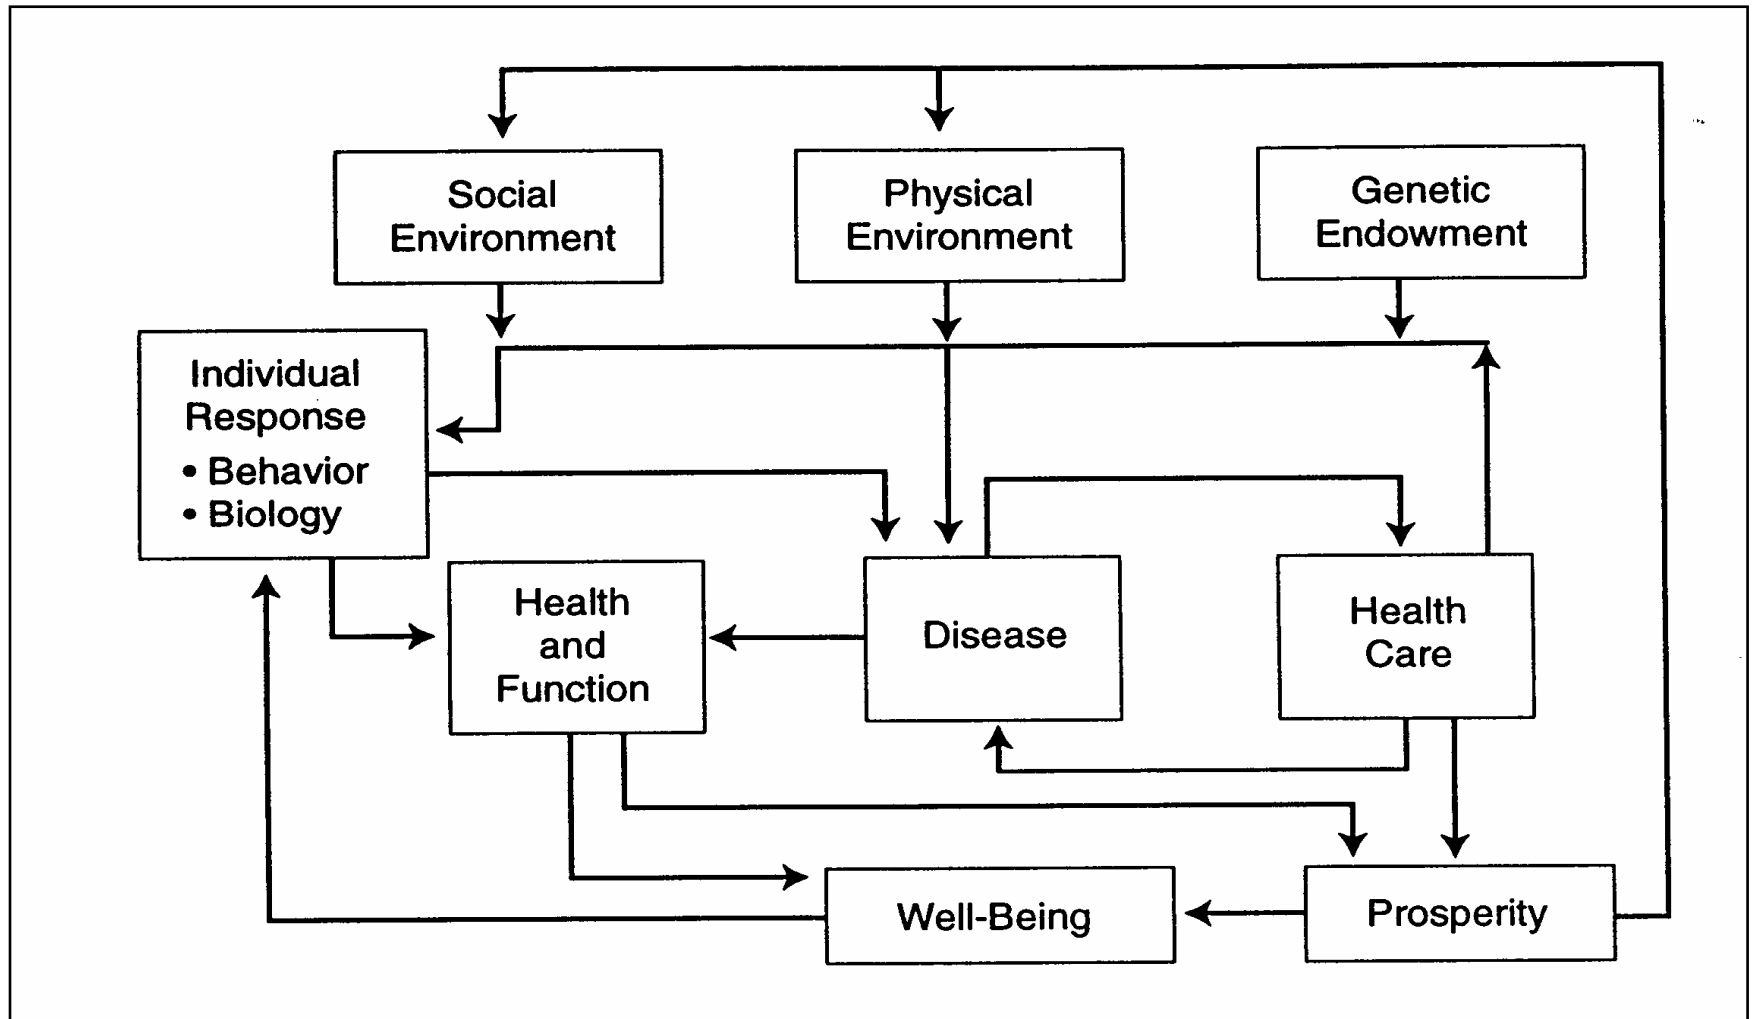 Social
Environment
Physical
Environment
Genetic
Endowment
Individual
Response
• Behavior
• Biology
Health
and
Function
Disease
Health
Care
Well-Being
Prosperity